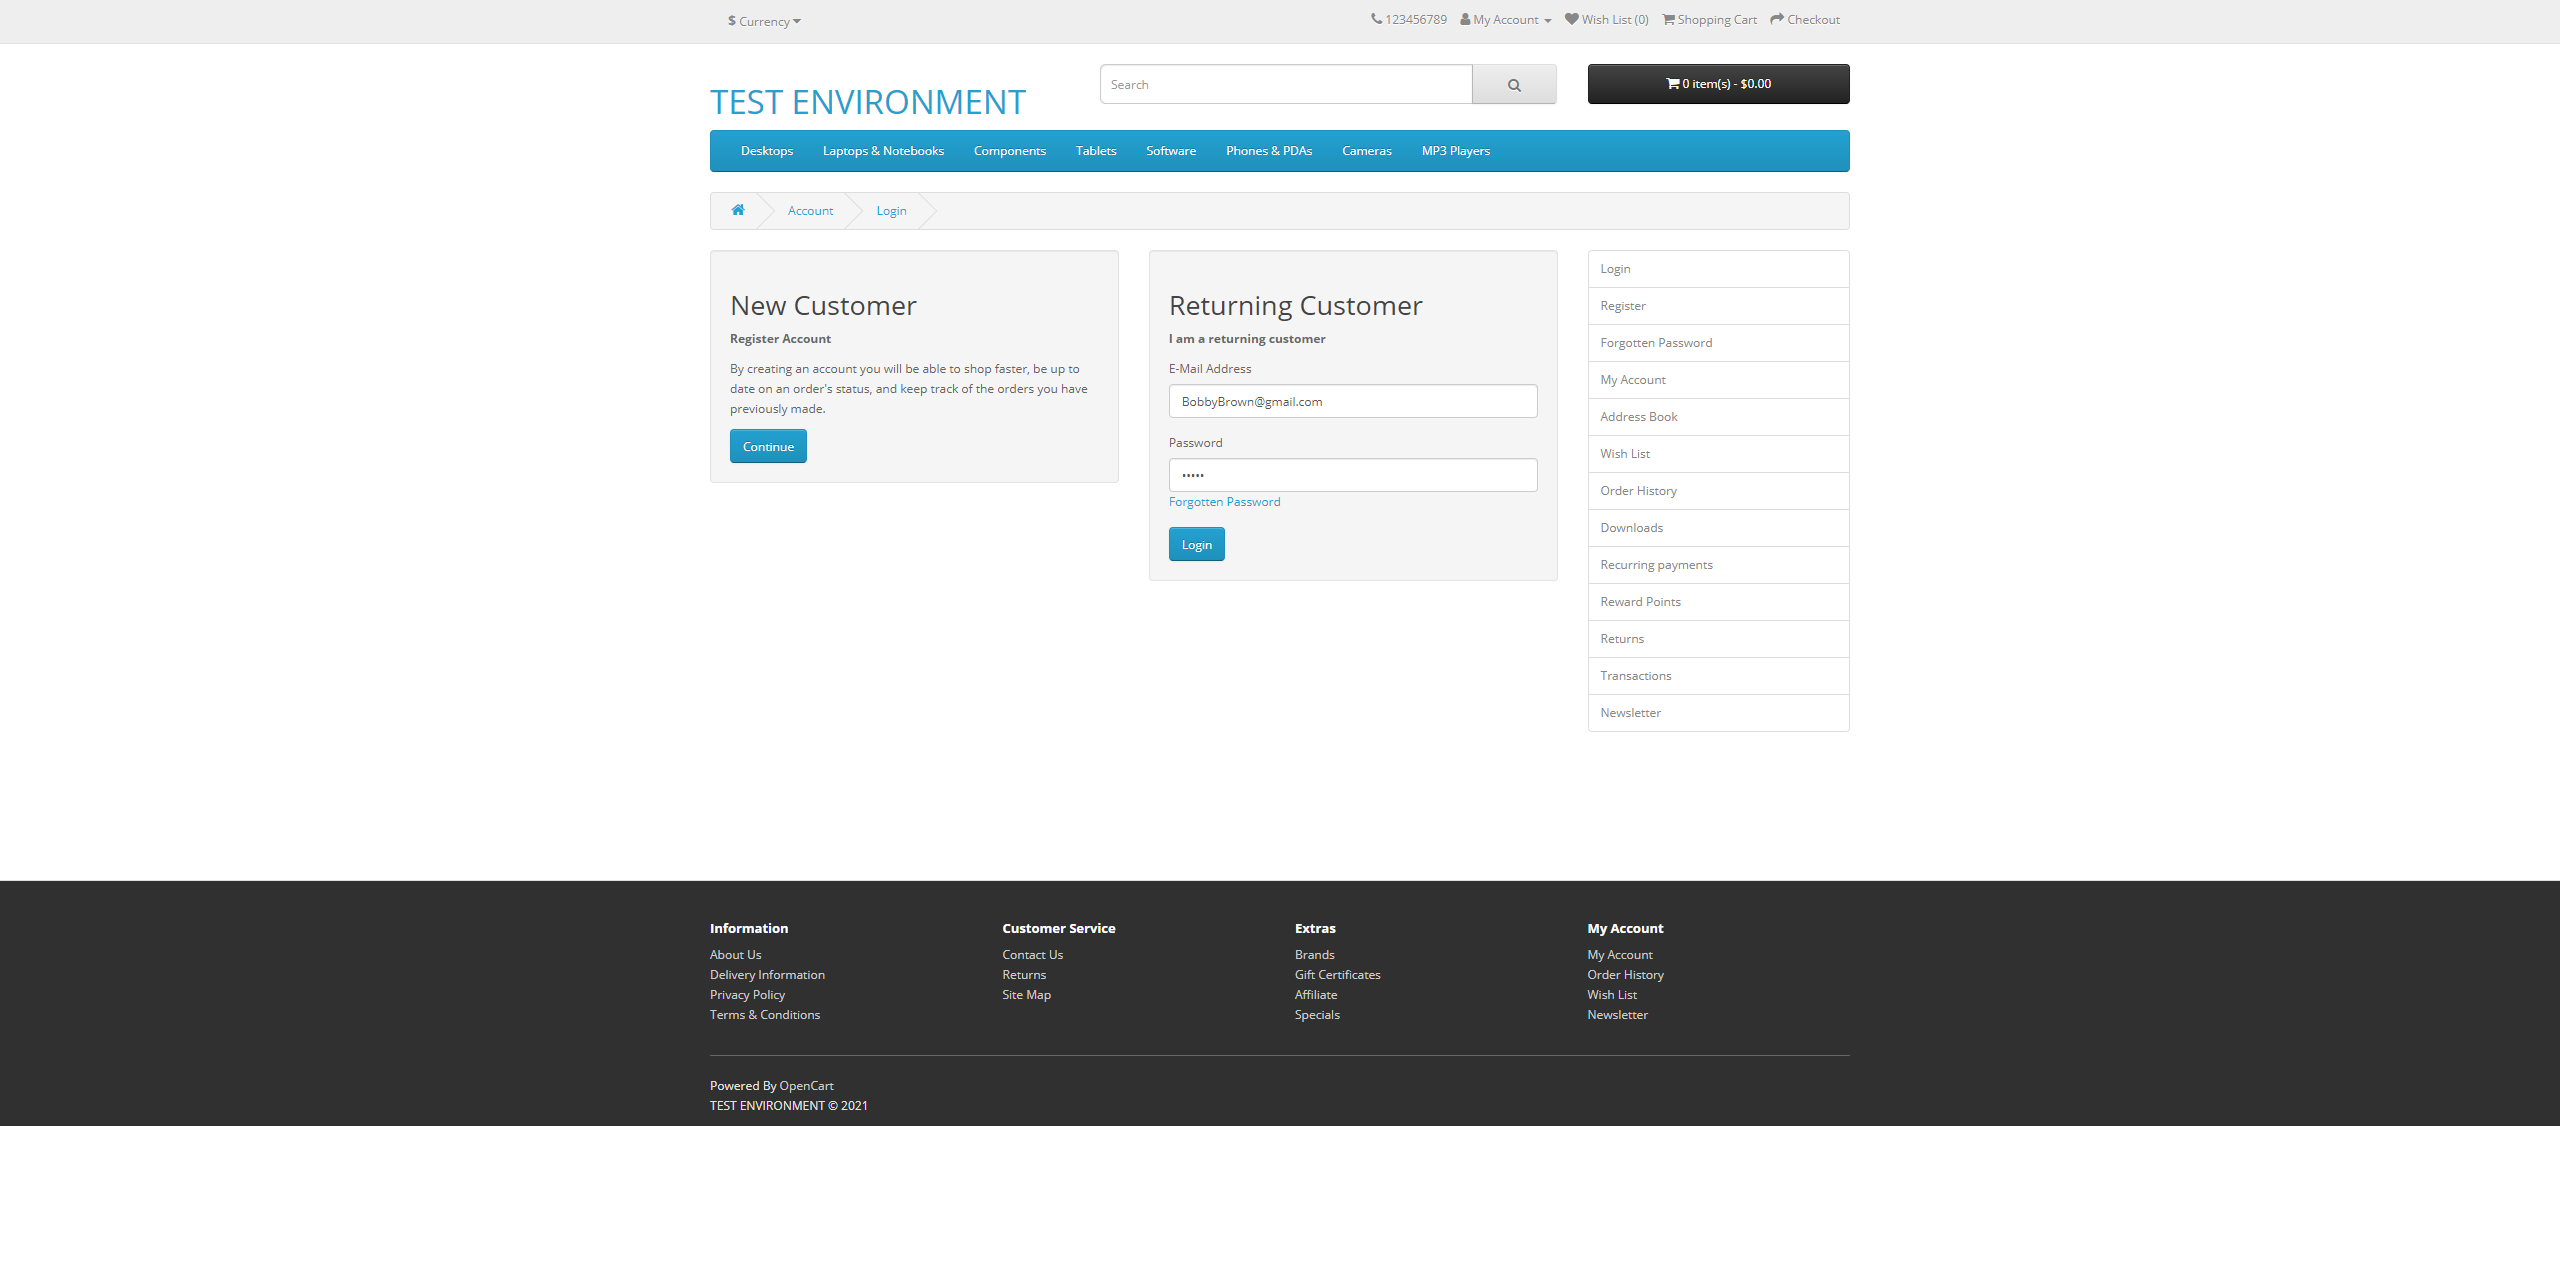 $ Currency
123456789 My Account Wish List (0) Shopping Cart Checkout
TEST ENVIRONMENT
Search
0 item(s) - $0.00
Desktops Laptops & Notebooks Components Tablets Software Phones & PDAs Cameras MP3 Players
Account Login
New Customer
Register Account
By creating an account you will be able to shop faster, be up to
date on an order's status, and keep track of the orders you have
previously made.
Continue
Returning Customer
I am a returning customer
E-Mail Address
BobbyBrown@gmail.com
Password
•••••
Forgotten Password
Login
Login
Register
Forgotten Password
My Account
Address Book
Wish List
Order History
Downloads
Recurring payments
Reward Points
Returns
Transactions
Newsletter
Information
About Us
Delivery Information
Privacy Policy
Terms & Conditions
Customer Service
Contact Us
Returns
Site Map
Extras
Brands
Gift Certificates
Affiliate
Specials
My Account
My Account
Order History
Wish List
Newsletter
Powered By OpenCart
TEST ENVIRONMENT © 2021